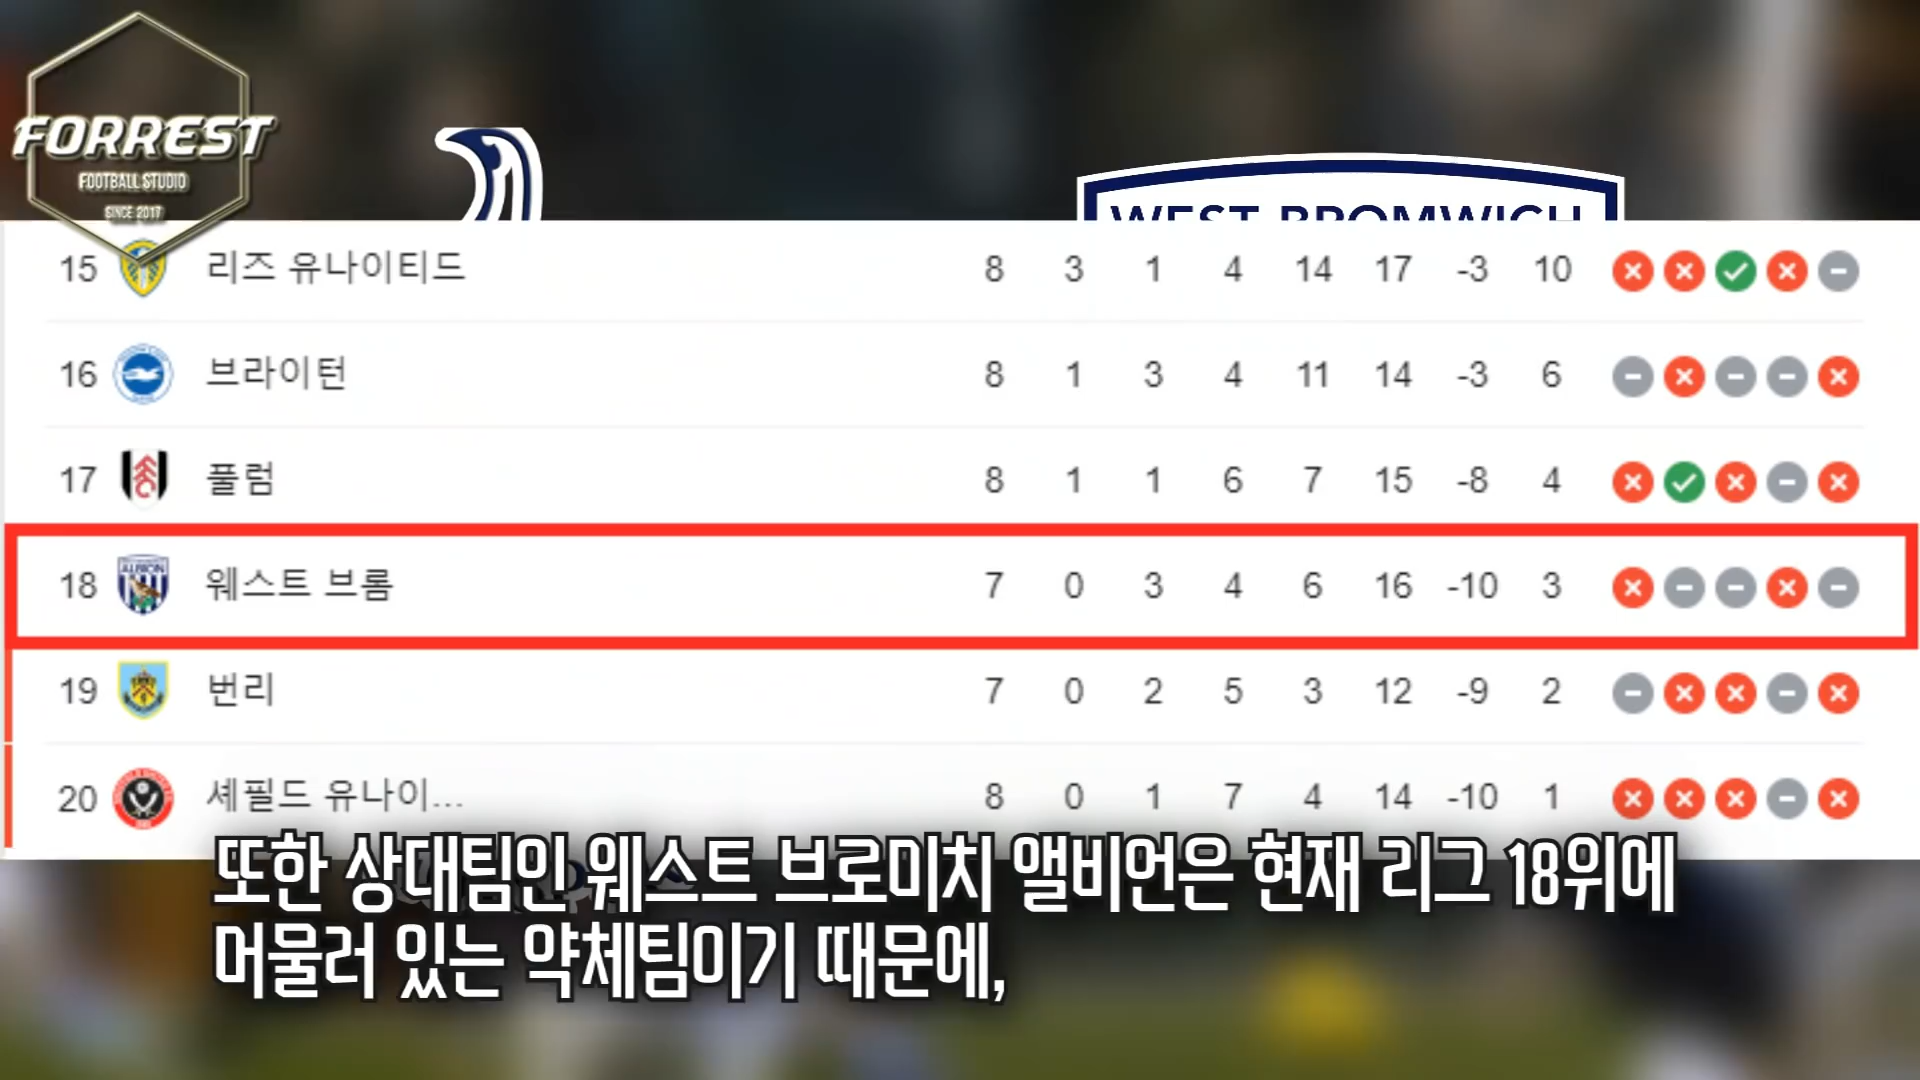 FORREST
FOOTBALL STUDIO
SINCE 2017
WEST BROMWICH
15 리즈 유나이티드 8 3 1 4 14 17 -3 10
16 브라이턴 8 1 3 4 11 14 -3 6
17 풀럼 8 1 1 6 7 15 -8 4
18 ALBION 웨스트 브롬 7 0 3 4 6 16 -10 3
19 번리 7 0 2 5 3 12 -9 2
20 셰필드 유나이... 8 0 1 7 4 14 -10 1
또한 상대팀인 웨스트 브로미치 앨비언은 현재 리그 18위에
머물러 있는 약체팀이기 때문에,